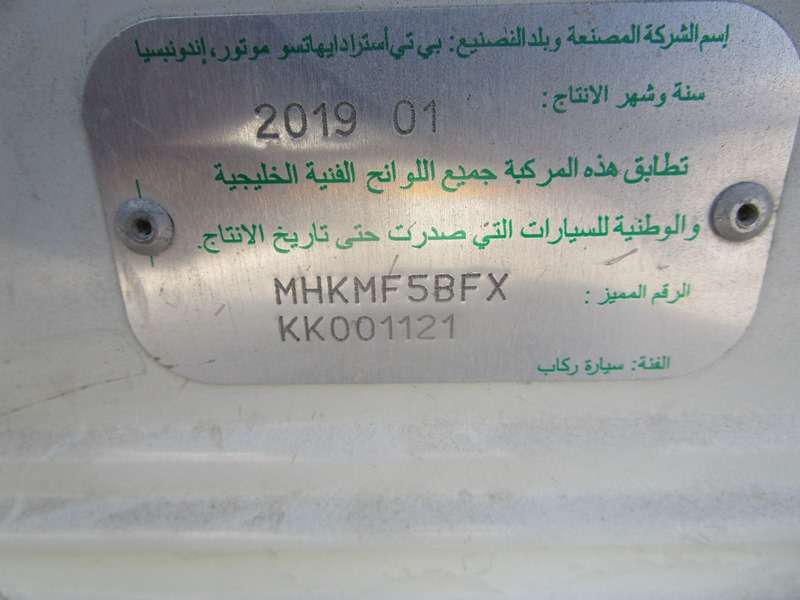 إسم الشركة المصنعة وبلد التصنيع: بي تي أسترا دايهاتسو موتور، إندونيسيا
سنة وشهر الانتاج:
2019 01
تطابق هذه المركبة جميع اللوائح الفنية الخليجية
والوطنية للسيارات التي صدرت حتى تاريخ الانتاج.
الرقم المميز : MHKMF5BFX
KK001121
الفئة: سيارة ركاب